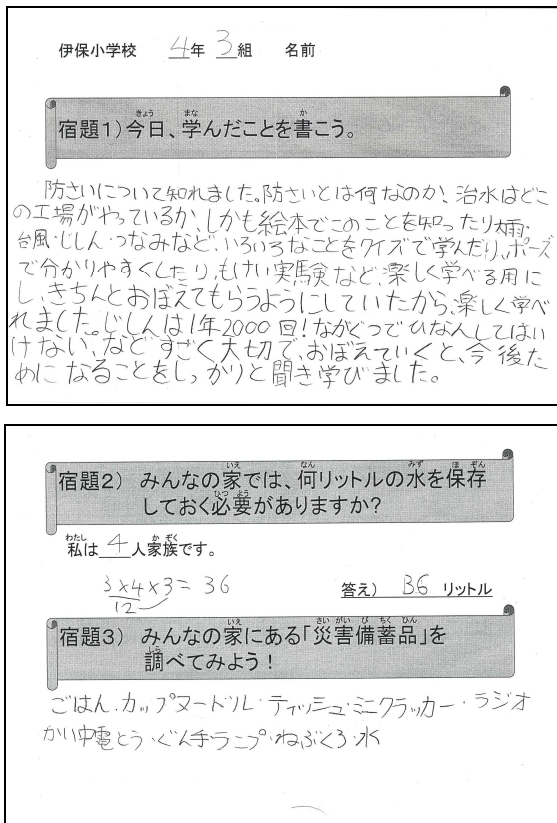 伊保小学校 4年 3組 名前
宿題1)今日、学んだことを書こう。
防さいについて知れました。防さいとは何なのか、治水はどこ
の工場がやっているか、しかも絵本でこのことを知ったり大雨・
台風・じしん・つなみなど、いろいろなことをクイズで学んだり、ポーズ
で分かりやすくしたり、もけい実験など、楽しく学べる用に
し、きちんとおぼえてもらうようにしていたから、楽しく学べ
れました。じしんは1年2000回!ながぐつでひなんしてはい
けない、などすごく大切で、おぼえていくと、今後た
めになることをしっかりと聞き学びました。
宿題2) みんなの家では、何リットルの水を保存
しておく必要がありますか?
私は 4 人家族です。
3×4×3=36
12
答え) 36 リットル
宿題3) みんなの家にある「災害備蓄品」を
調べてみよう!
ごはん・カップヌードル・ティッシュ・ミニクラッカー・ラジオ
かい中電とう・ぐん手・ランプ・ねぶくろ・水